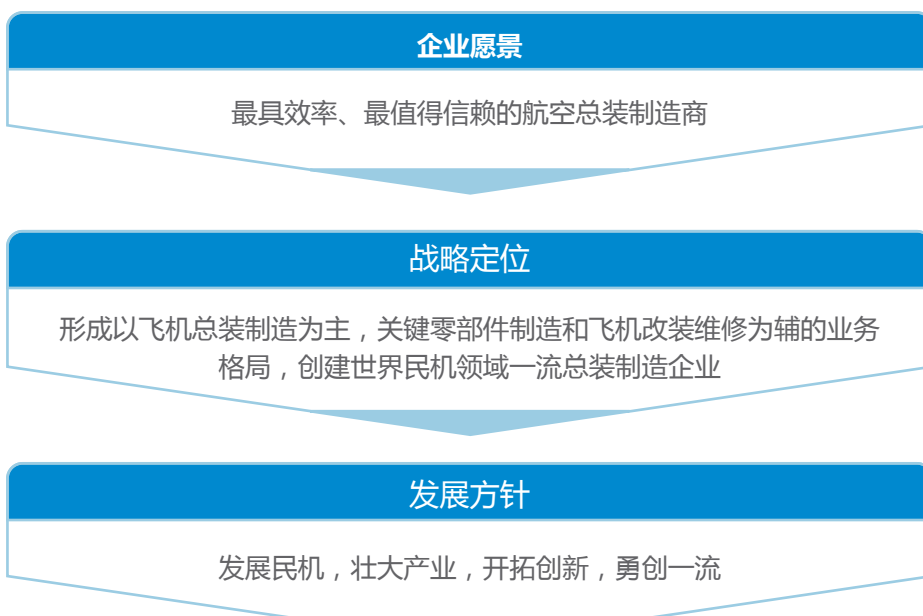 企业愿景
最具效率、最值得信赖的航空总装制造商
战略定位
形成以飞机总装制造为主，关键零部件制造和飞机改装维修为辅的业务
格局，创建世界民机领域一流总装制造企业
发展方针
发展民机，壮大产业，开拓创新，勇创一流